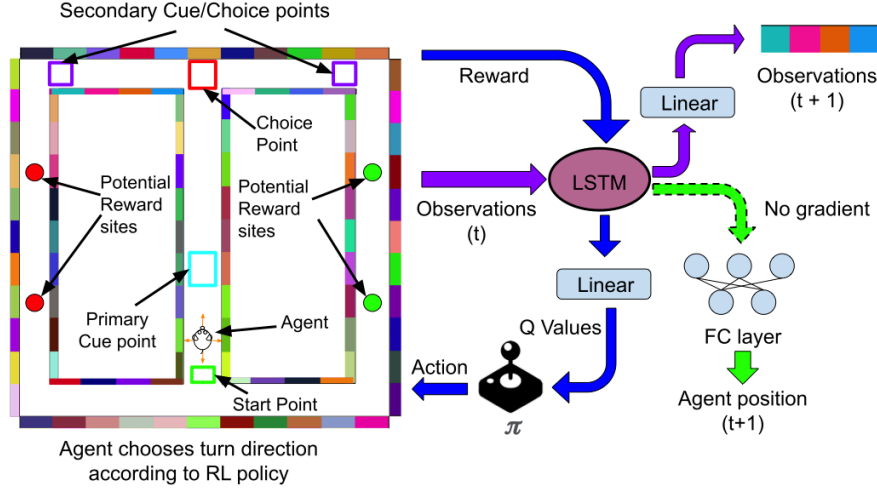 Secondary Cue/Choice points
Choice
Point
Potential
Reward
sites
Potential
Reward
sites
Primary
Cue point
Agent
Start Point
Agent chooses turn direction
according to RL policy
Reward
Observations
(t)
LSTM
Linear
Observations
(t + 1)
No gradient
Linear
Q Values
Action
π
FC layer
Agent position
(t+1)